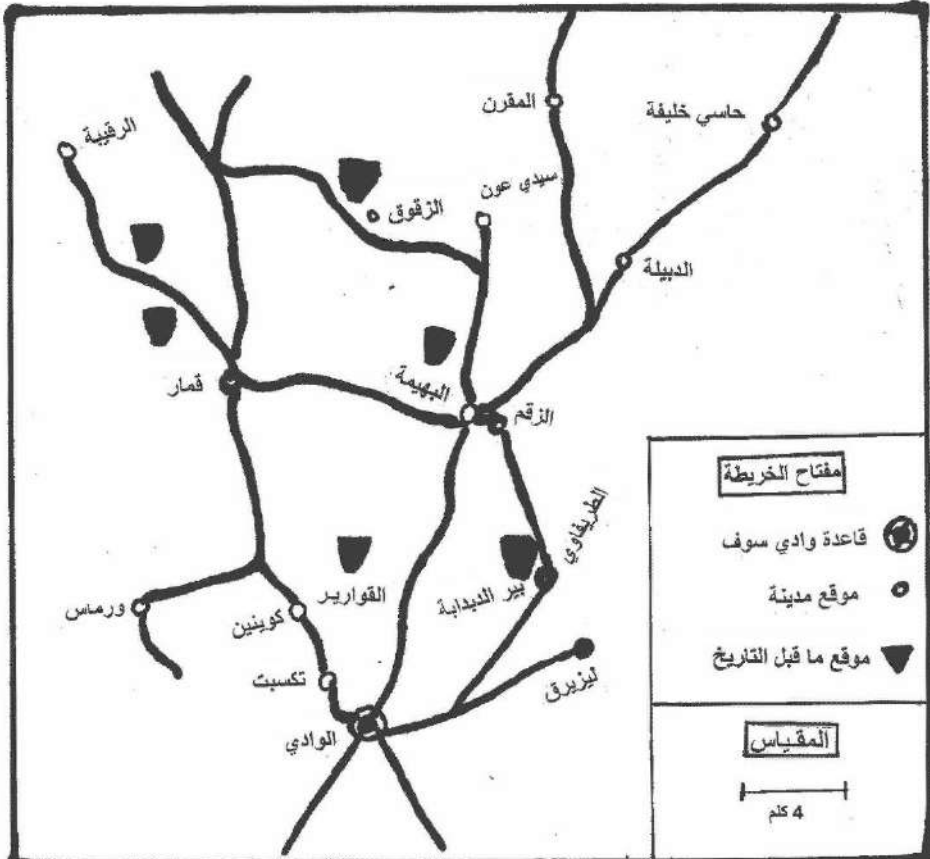 المقرن
حاسي خليفة
الرقيبة
سيدي عون
الزقوق
الدبيلة
البهيمة
قمار
الزقم
مفتاح الخريطة
قاعدة وادي سوف
موقع مدينة
موقع ما قبل التاريخ
الطريفاوي
القوارير
بير الدبدابة
ورماس
كوينين
تكسبت
ليزيرق
الوادي
المقياس
4 كلم